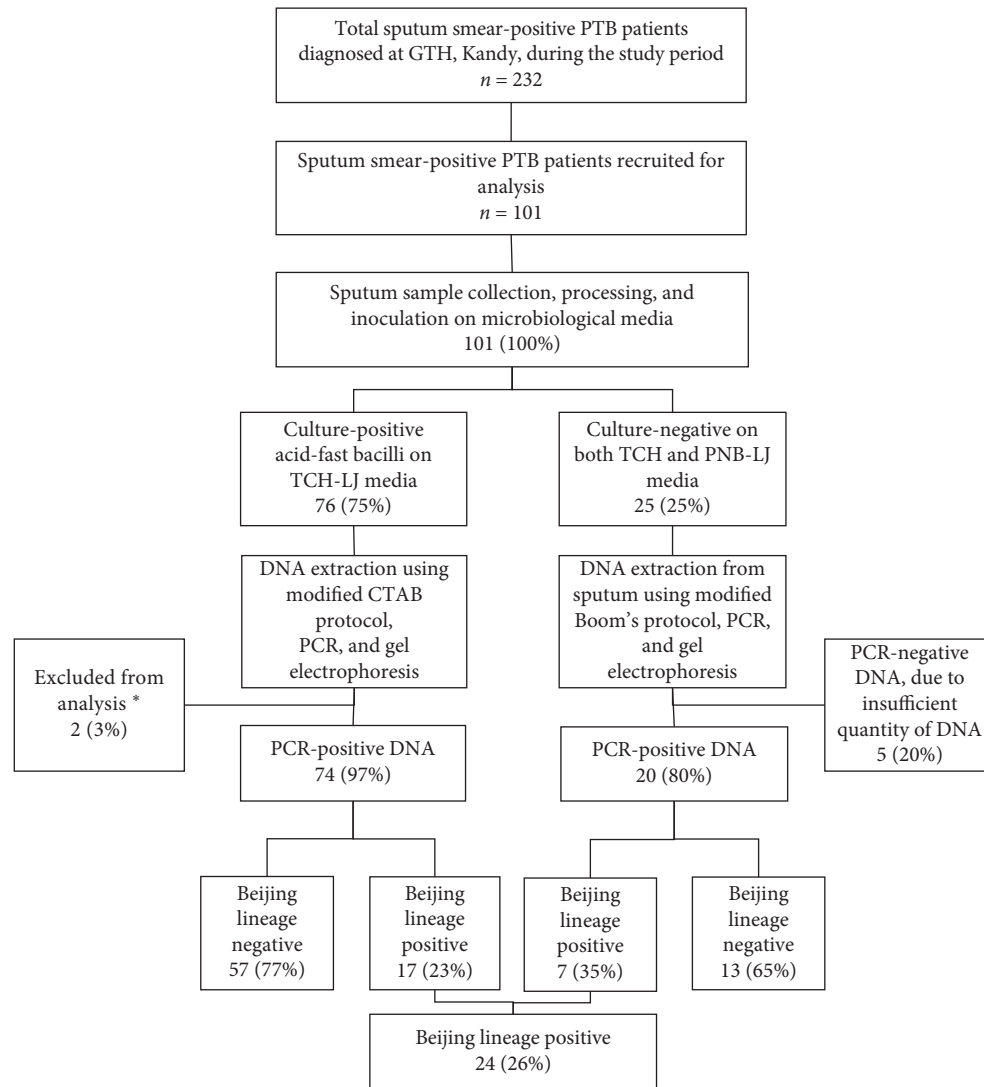 Total sputum smear-positive PTB patients
diagnosed at GTH, Kandy, during the study period
n = 232
Sputum smear-positive PTB patients recruited for
analysis
n = 101
Sputum sample collection, processing, and
inoculation on microbiological media
101 (100%)
Culture-positive
acid-fast bacilli on
TCH-LJ media
76 (75%)
Culture-negative on
both TCH and PNB-LJ
media
25 (25%)
DNA extraction using
modified CTAB
protocol,
PCR, and gel
electrophoresis
DNA extraction from
sputum using modified
Boom's protocol, PCR,
and gel
electrophoresis
Excluded from
analysis *
2 (3%)
PCR-negative
DNA, due to
insufficient
quantity of DNA
5 (20%)
PCR-positive DNA
74 (97%)
PCR-positive DNA
20 (80%)
Beijing
lineage
negative
57 (77%)
Beijing
lineage
positive
17 (23%)
Beijing
lineage
positive
7 (35%)
Beijing
lineage
negative
13 (65%)
Beijing lineage positive
24 (26%)